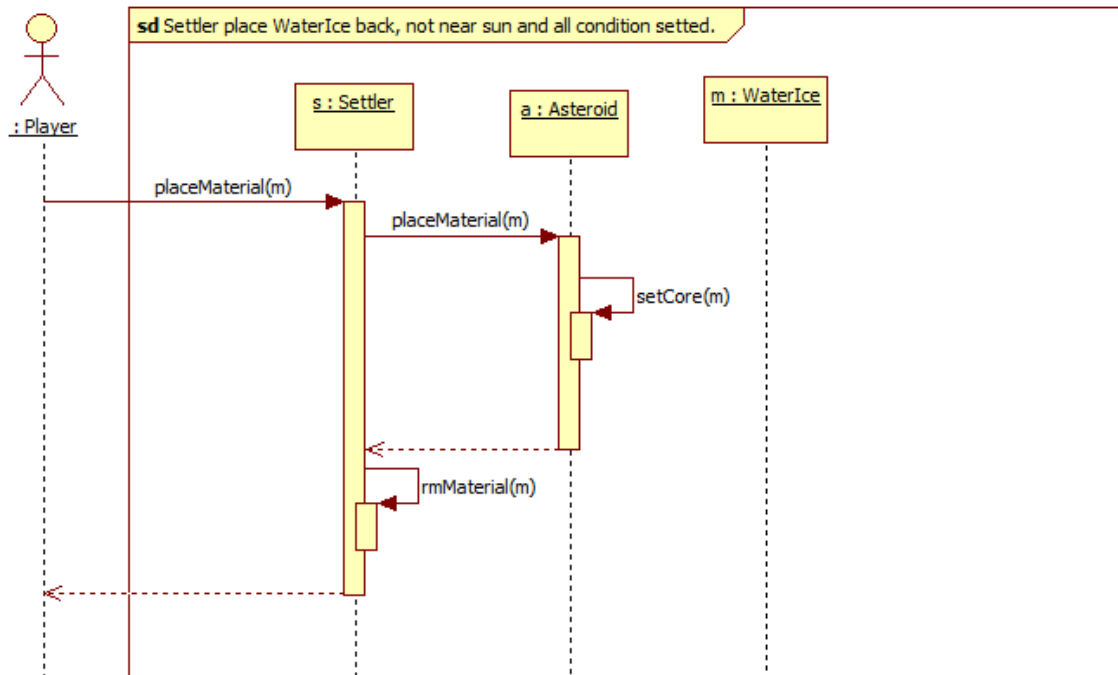 sd Settler place WaterIce back, not near sun and all condition setted.
: Player
s : Settler
a : Asteroid
m : WaterIce
placeMaterial(m)
placeMaterial(m)
setCore(m)
rmMaterial(m)